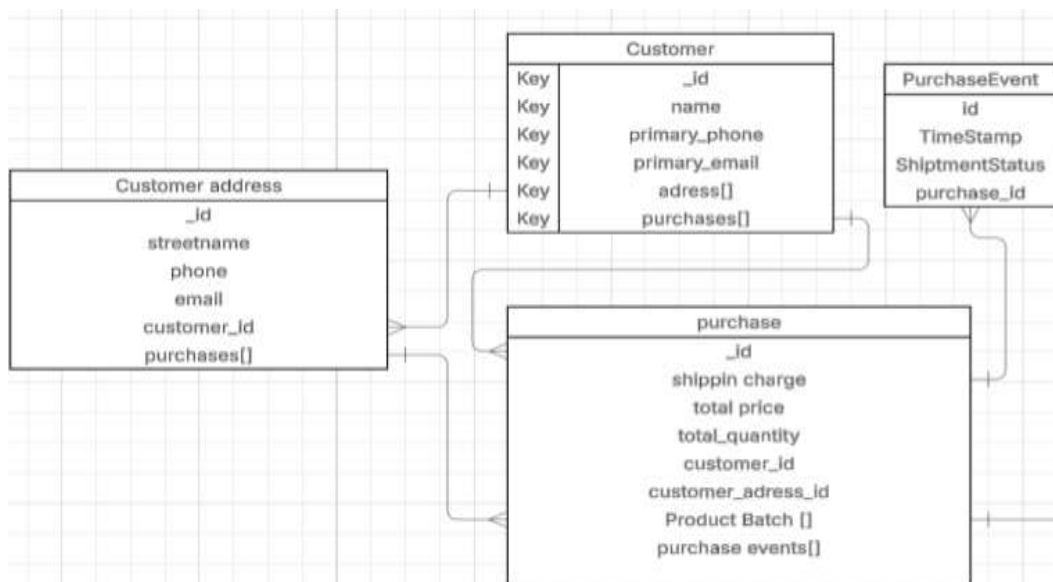 Customer
Key _id
Key name
Key primary_phone
Key primary_email
Key adress[]
Key purchases[]
PurchaseEvent
id
TimeStamp
ShiptmentStatus
purchase_id
Customer address
_id
streetname
phone
email
customer_id
purchases[]
purchase
_id
shippin charge
total price
total_quantity
customer_id
customer_adress_id
Product Batch []
purchase events[]